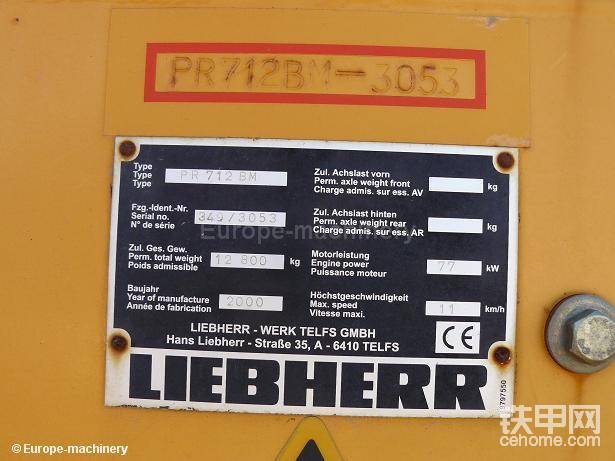 PR712BM-3053
Type
Type
Type
PR 712 BM
Fzg.-Ident.-Nr.
Serial no.
N° de série
349/3053
Zul. Ges. Gew.
Perm. total weight
Poids admissible
12 800 kg
Baujahr
Year of manufacture
Année de fabrication
2000
Zul. Achslast vorn
Perm. axle weight front
Charge admis. sur ess. AV
kg
Zul. Achslast hinten
Perm. axle weight rear
Charge admis. sur ess. AR
kg
Motorleistung
Engine power
Puissance moteur
77 kW
Höchstgeschwindigkeit
Max. speed
Vitesse maxi.
11 km/h
Europe-machinery
LIEBHERR - WERK TELFS GMBH
Hans Liebherr - Straße 35, A - 6410 TELFS
CE
LIEBHERR
© Europe-machinery
铁甲网
cehome.com